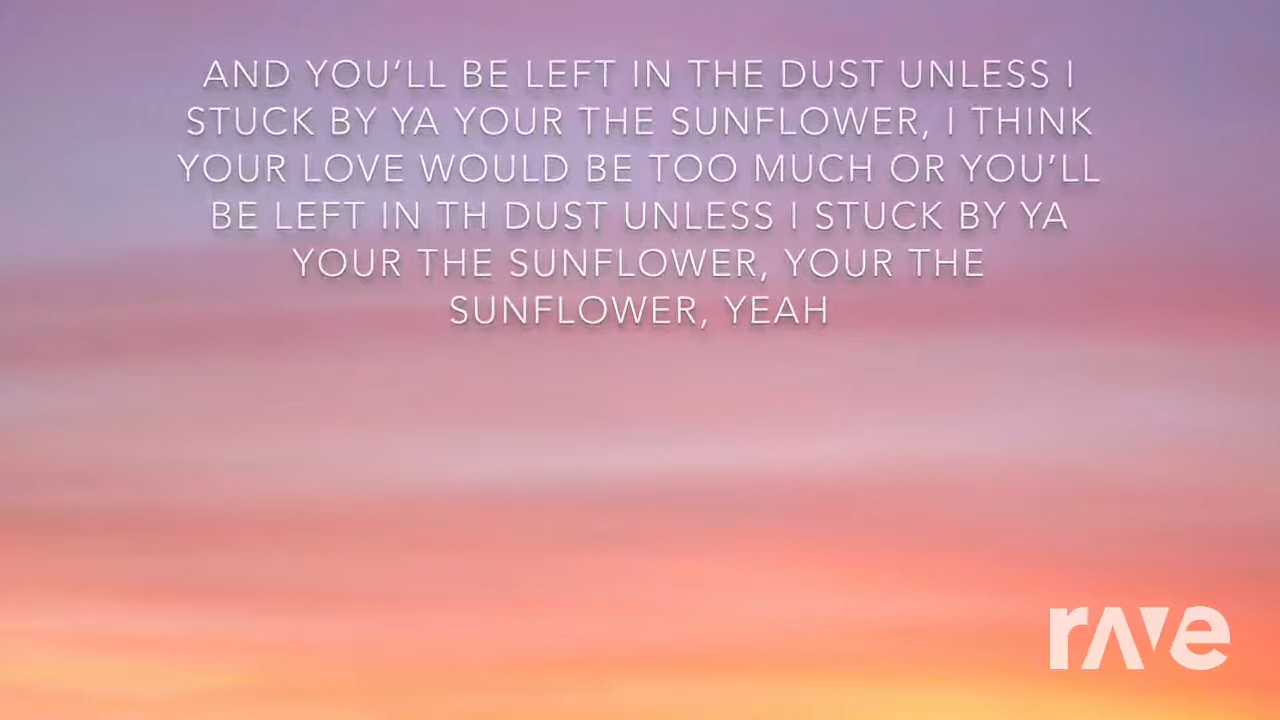 AND YOU‘LL BE LEFT IN THE DUST UNLESS I
STUCK BY YA YOUR THE SUNFLOWER, I THINK
YOUR LOVE WOULD BE TOO MUCH OR YOU’LL
BE LEFT IN TH DUST UNLESS I STUCK BY YA
YOUR THE SUNFLOWER, YOUR THE
SUNFLOWER, YEAH
rave